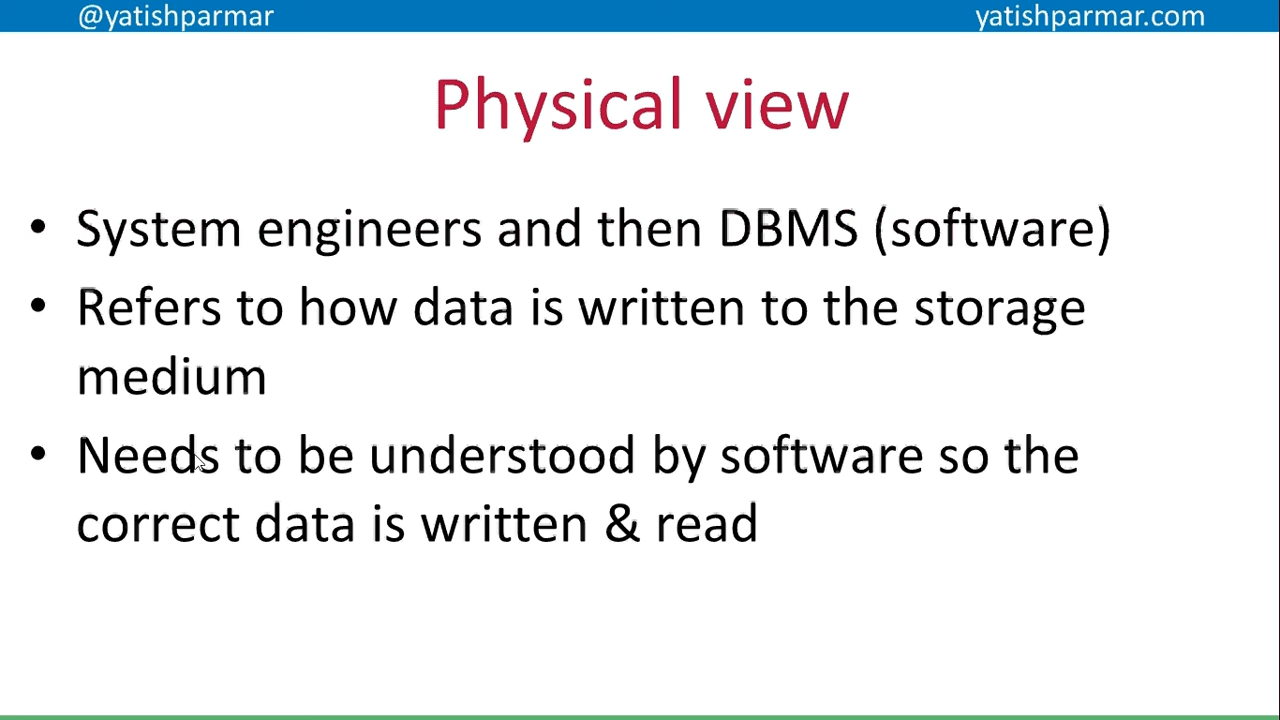 @yatishparmar
yatishparmar.com
Physical view
• System engineers and then DBMS (software)
• Refers to how data is written to the storage
medium
• Needs to be understood by software so the
correct data is written & read